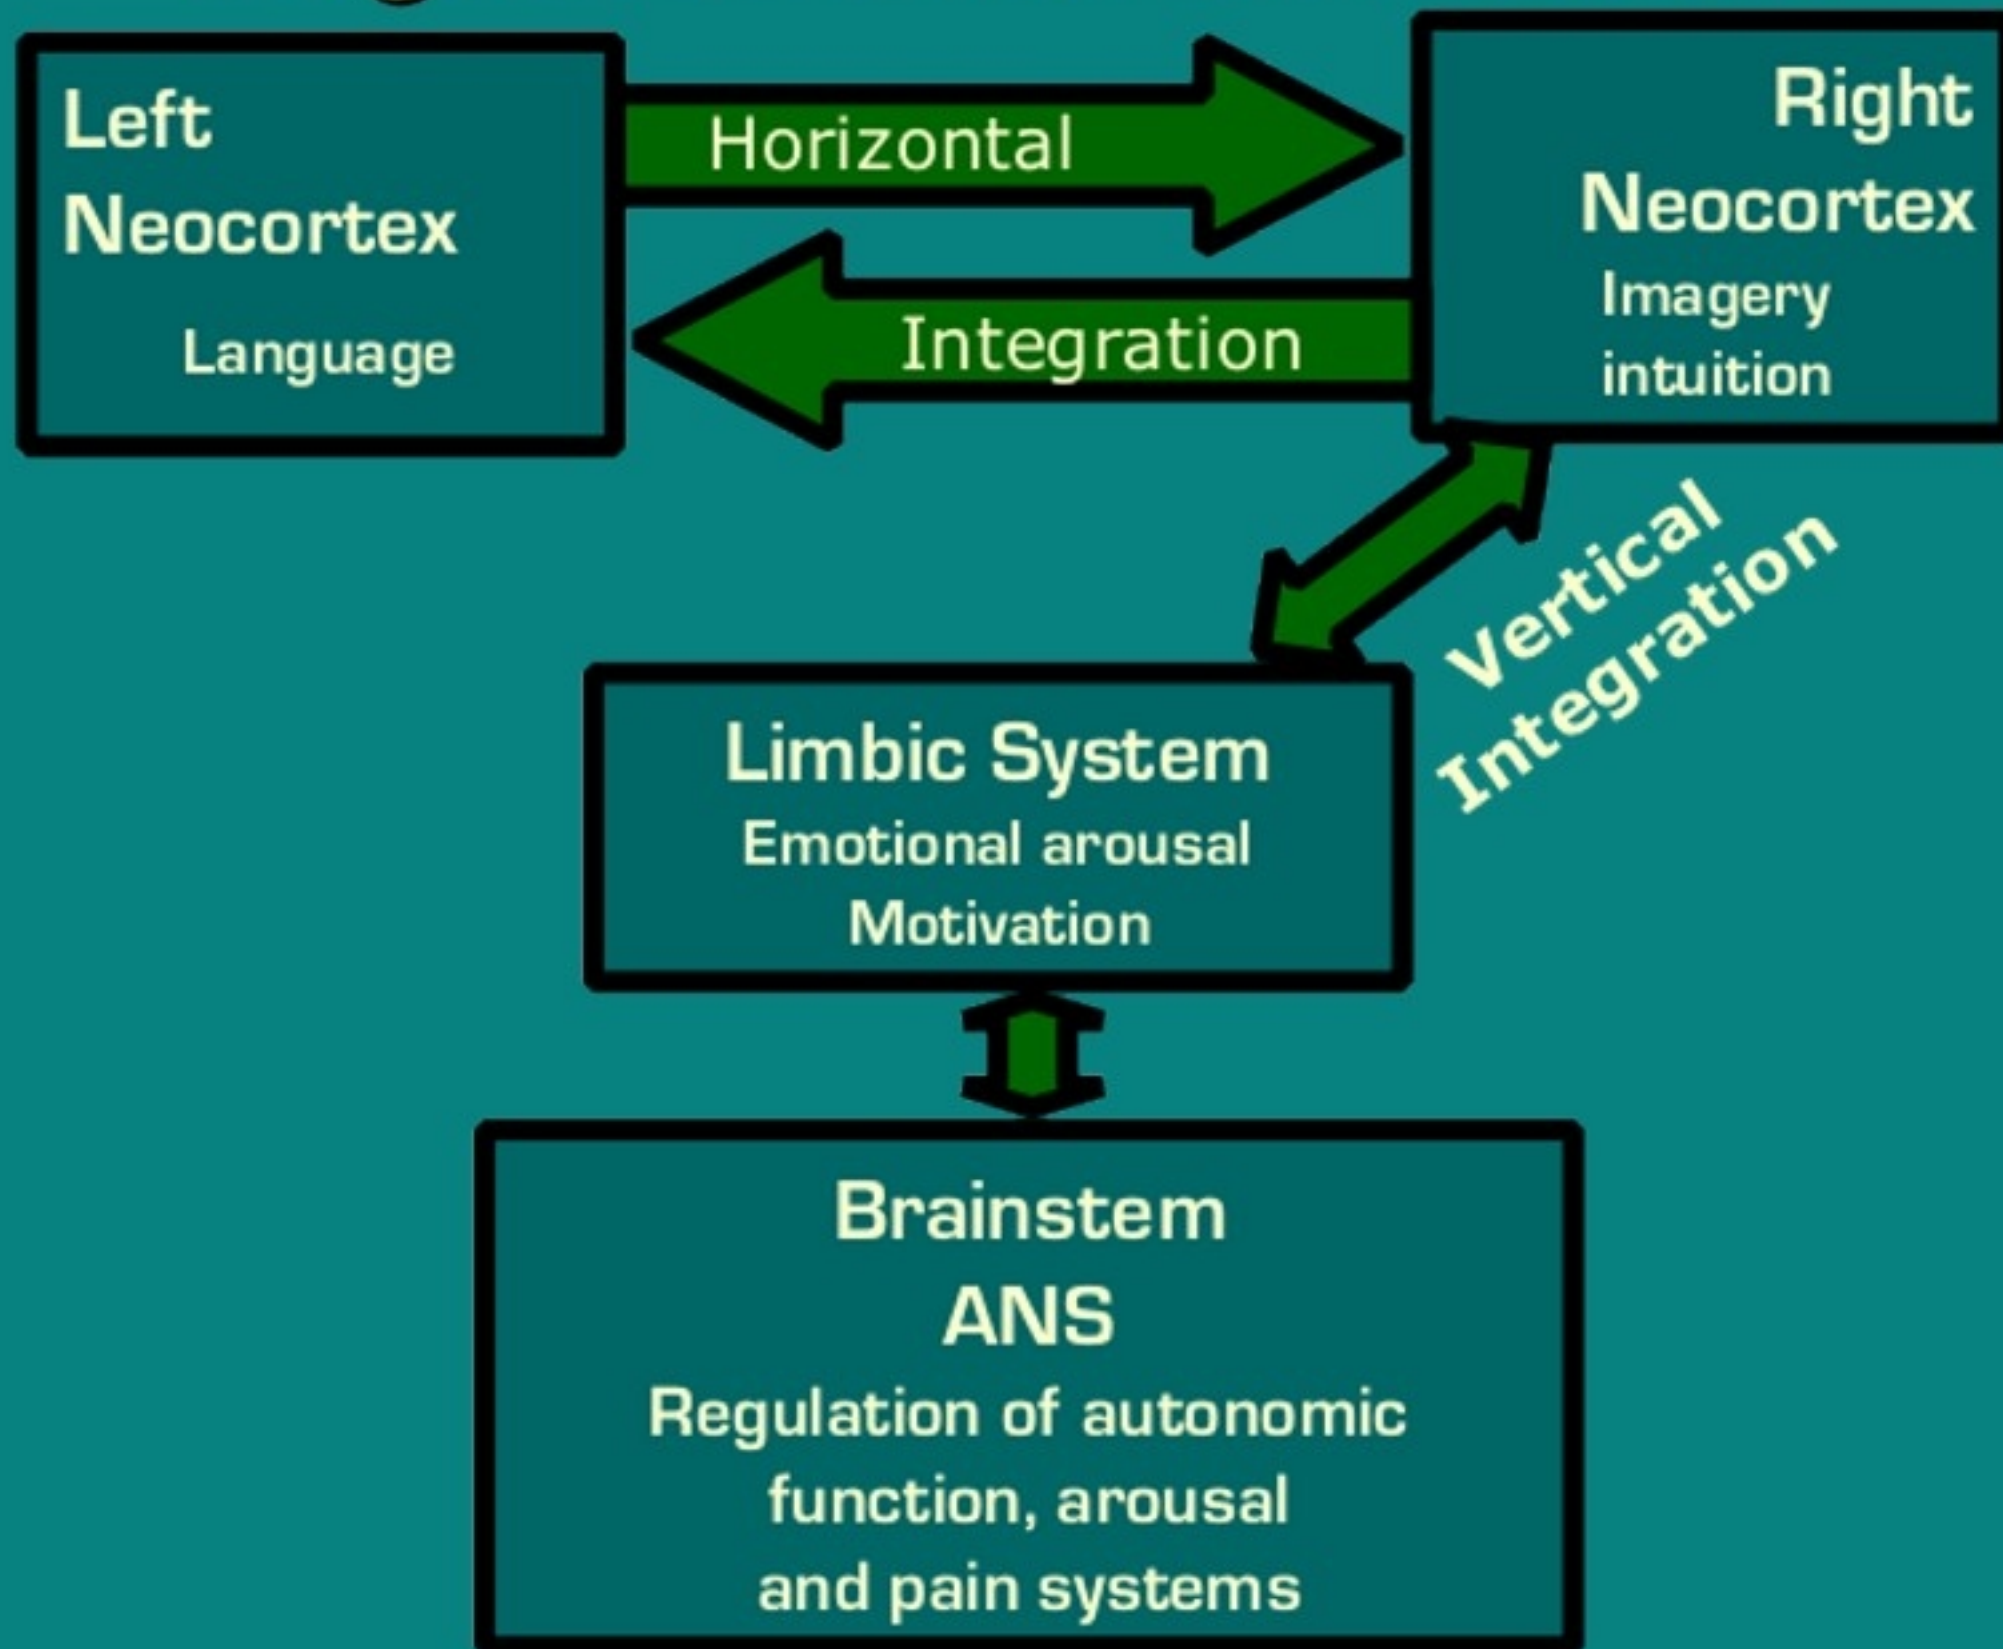 Left
Neocortex
Language
Horizontal
Integration
Right
Neocortex
Imagery
intuition
Vertical
Integration
Limbic System
Emotional arousal
Motivation
Brainstem
ANS
Regulation of autonomic
function, arousal
and pain systems